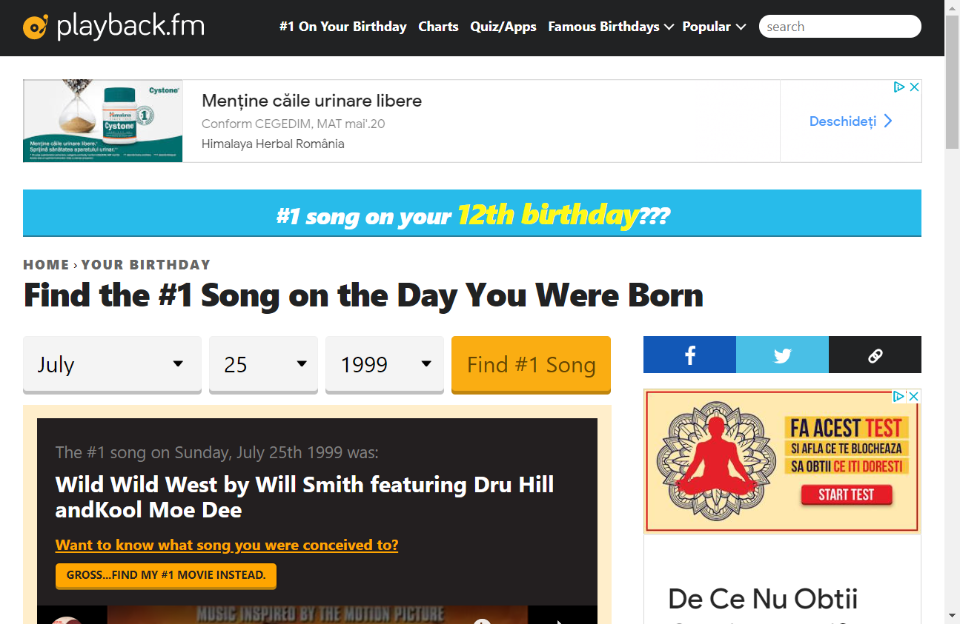 playback.fm
#1 On Your Birthday Charts Quiz/Apps Famous Birthdays Popular search
Cystone
Himalaya
Cystone
1
Menține căile urinare libere.
Menține căile urinare libere
Conform CEGEDIM, MAT mai'.20
Himalaya Herbal România
Deschideți
#1 song on your 12th birthday???
HOME › YOUR BIRTHDAY
Find the #1 Song on the Day You Were Born
July 25 1999 Find #1 Song
The #1 song on Sunday, July 25th 1999 was:
Wild Wild West by Will Smith featuring Dru Hill
andKool Moe Dee
Want to know what song you were conceived to?
GROSS...FIND MY #1 MOVIE INSTEAD.
MUSIC INSPIRED BY THE MOTION PICTURE
FA ACEST TEST
SI AFLA CE TE BLOCHEAZA
SA OBTII CE ITI DORESTI
START TEST
De Ce Nu Obtii